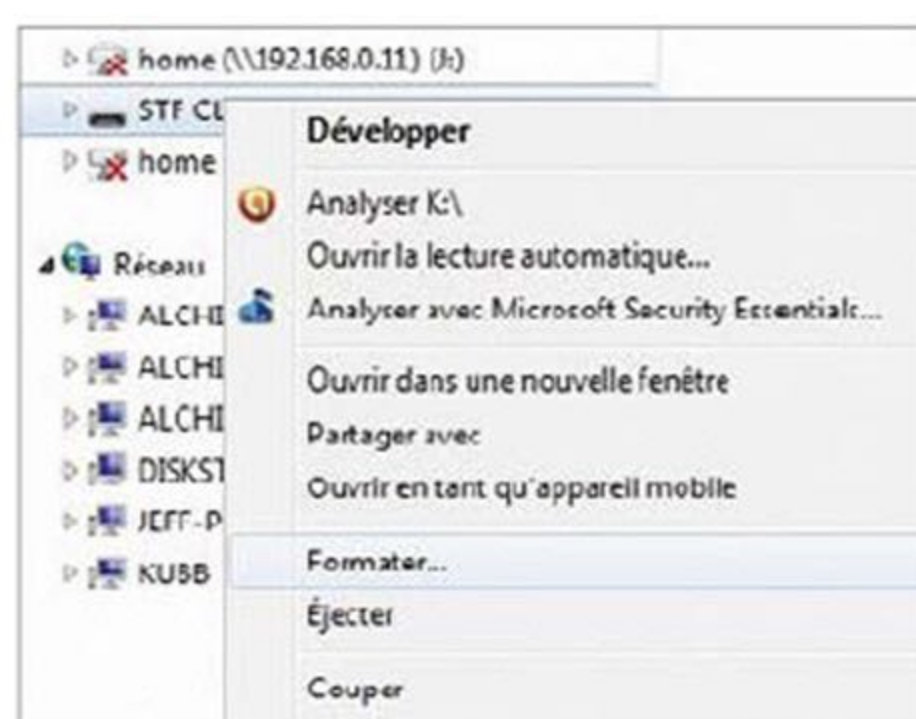 home (\\192.168.0.11) (J:)
STF CL
home
Réseau
ALCHI
ALCHI
ALCHI
DISKST
JEFF-P
KUBB
Développer
Analyser K:\
Ouvrir la lecture automatique...
Analyser avec Microsoft Security Essentials...
Ouvrir dans une nouvelle fenêtre
Partager avec
Ouvrir en tant qu'appareil mobile
Formater...
Éjecter
Couper